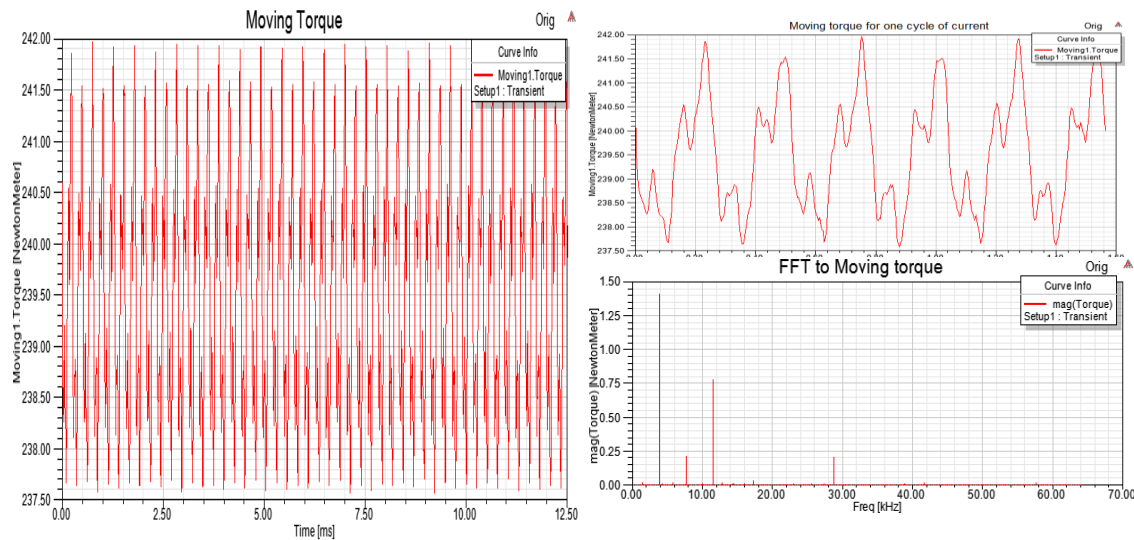 Moving Torque
Orig
Curve Info
Moving1.Torque
Setup1 : Transient
Moving1.Torque [NewtonMeter]
242.00
241.50
241.00
240.50
240.00
239.50
239.00
238.50
238.00
237.50
0.00 2.50 5.00 7.50 10.00 12.50
Time [ms]
Moving torque for one cycle of current
Orig
Curve Info
Moving1.Torque
Setup1 : Transient
Moving1.Torque [NewtonMeter]
242.00
241.50
240.50
240.00
239.00
238.00
237.50
FFT to Moving torque
Orig
Curve Info
mag(Torque)
Setup1 : Transient
mag(Torque) [NewtonMeter]
1.50
1.25
1.00
0.75
0.50
0.25
0.00
0.00 10.00 20.00 30.00 40.00 50.00 60.00 70.00
Freq [kHz]